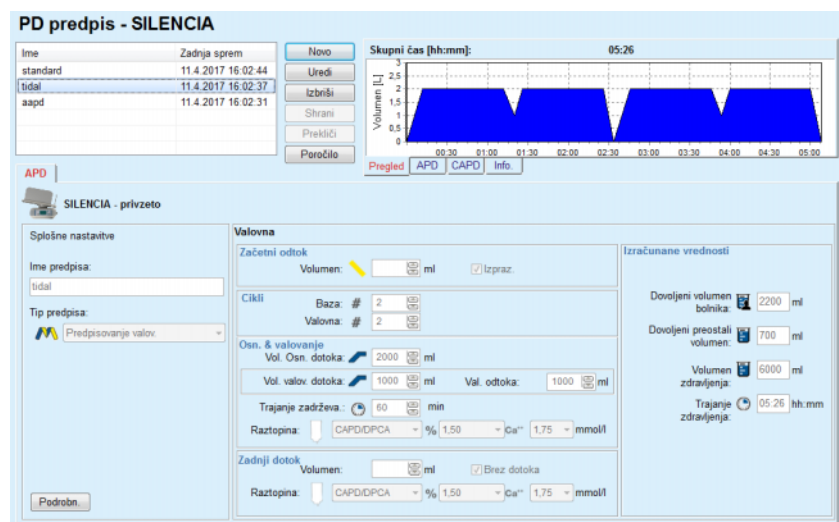 PD predpis - SILENCIA
Ime Zadnja sprem
standard 11.4.2017 16:02:44
tidal 11.4.2017 16:02:37
aapd 11.4.2017 16:02:31
Novo
Uredi
Izbriši
Shrani
Prekliči
Poročilo
Skupni čas [hh:mm]: 05:26
Volumen [L]
3
2,5
2
1,5
1
0,5
0
00:30 01:00 01:30 02:00 02:30 03:00 03:30 04:00 04:30 05:00
Pregled APD CAPD Info.
APD
SILENCIA - privzeto
Splošne nastavitve
Ime predpisa:
tidal
Tip predpisa:
Predpisovanje valov.
Podrobn.
Valovna
Začetni odtok
Volumen: ml Izpraz.
Cikli
Baza: # 2
Valovna: # 2
Osn. & valovanje
Vol. Osn. dotoka: 2000 ml
Vol. valov. dotoka: 1000 ml Val. odtoka: 1000 ml
Trajanje zadrževa.: 60 min
Raztopina: CAPD/DPCA % 1,50 Ca⁺⁺ 1,75 mmol/l
Zadnji dotok
Volumen: ml Brez dotoka
Raztopina: CAPD/DPCA % 1,50 Ca⁺⁺ 1,75 mmol/l
Izračunane vrednosti
Dovoljeni volumen
bolnika: 2200 ml
Dovoljeni preostali
volumen: 700 ml
Volumen 6000 ml
zdravljenja:
Trajanje 05:26 hh:mm
zdravljenja: